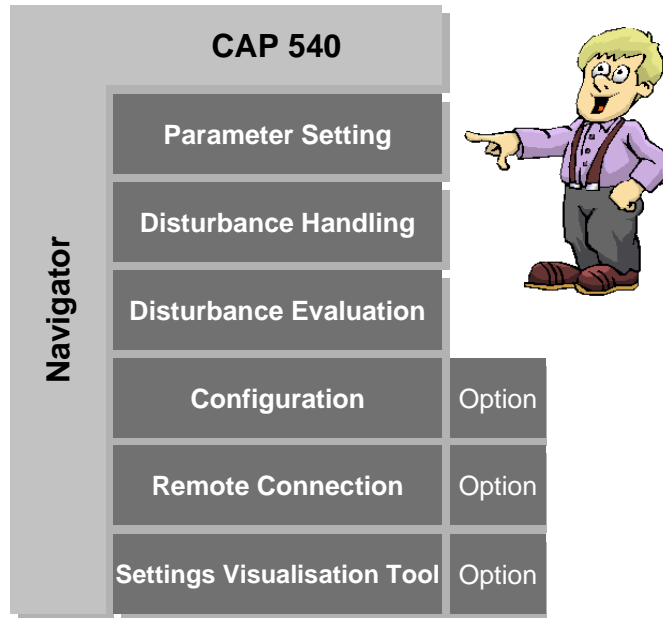 CAP 540
Navigator
Parameter Setting
Disturbance Handling
Disturbance Evaluation
Configuration Option
Remote Connection Option
Settings Visualisation Tool Option